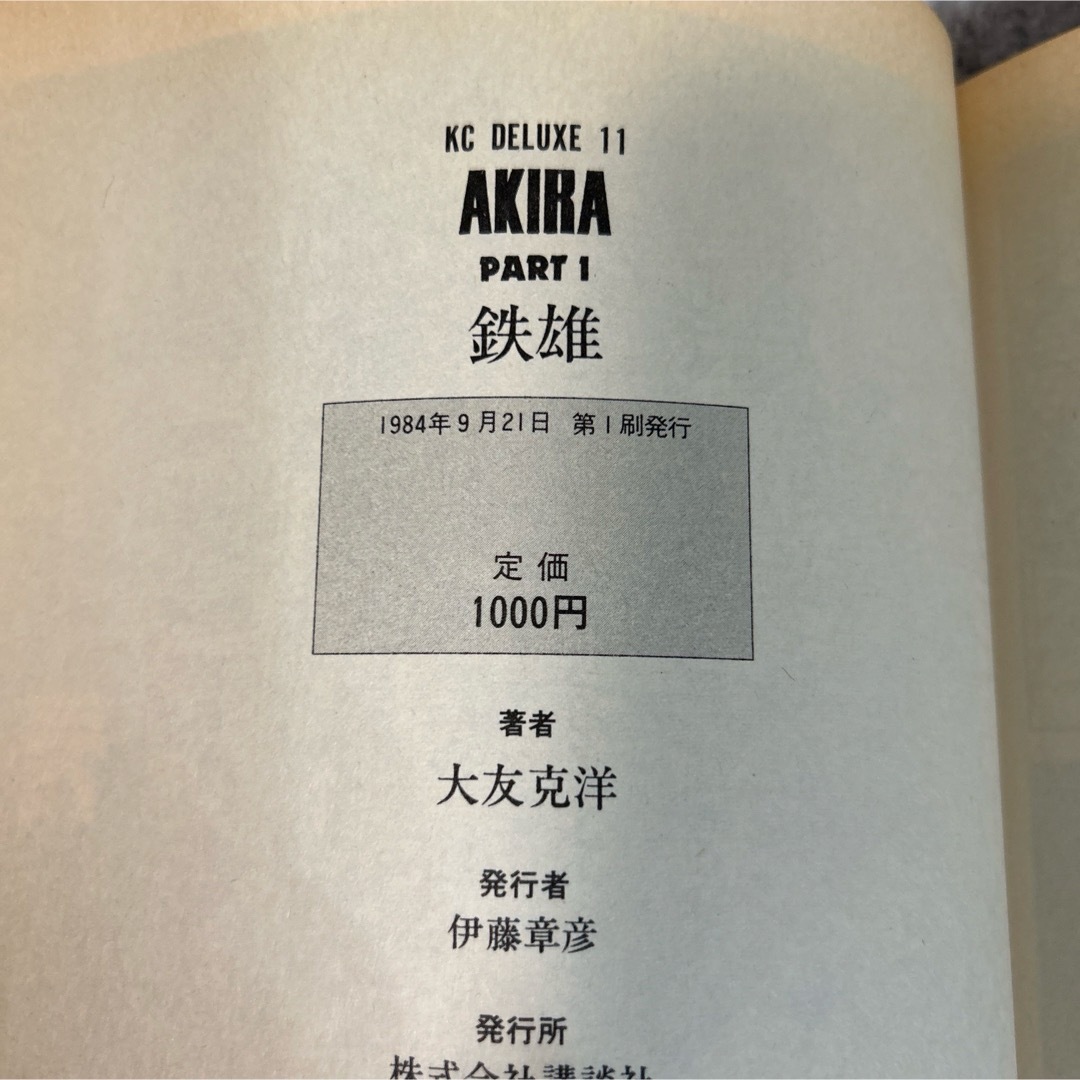 KC DELUXE 11
AKIRA
PART 1
鉄雄
1984年9月21日 第1刷発行
定価
1000円
著者
大友克洋
発行者
伊藤章彦
発行所
株式会社講談社